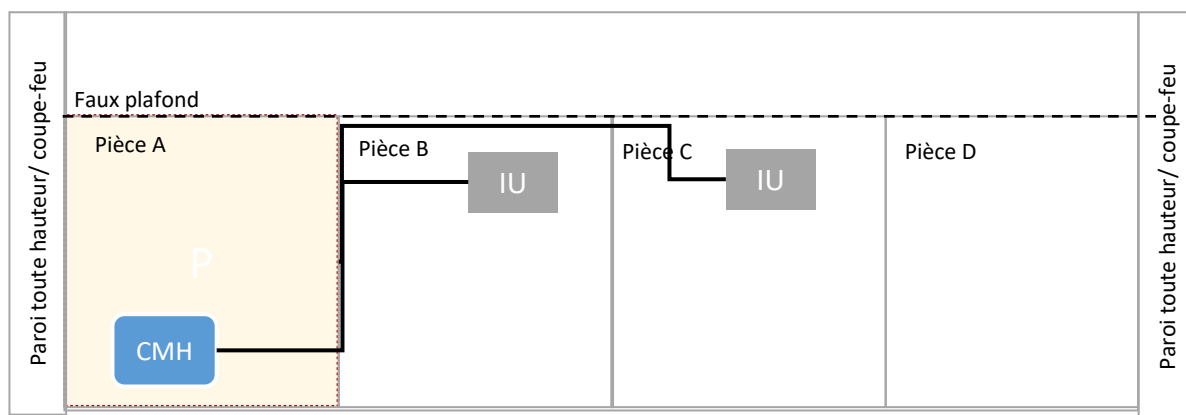 Paroi toute hauteur/ coupe-feu
Faux plafond
Pièce A
Pièce B
Pièce C
Pièce D
IU
IU
P
CMH
Paroi toute hauteur/ coupe-feu